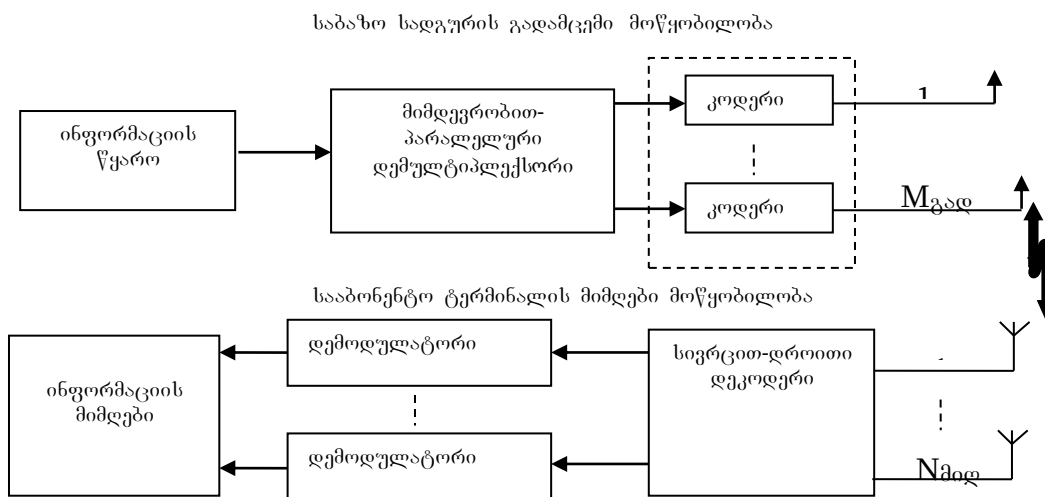 საბაზო სადგურის გადამცემი მოწყობილობა
ინფორმაციის
წყარო
მიმდევრობით-
პარალელური
დემულტიპლექსორი
კოდერი
1
კოდერი
Mგად
სააბონენტო ტერმინალის მიმღები მოწყობილობა
ინფორმაციის
მიმღები
დემოდულატორი
დემოდულატორი
სივრცით-დროითი
დეკოდერი
Nმიღ